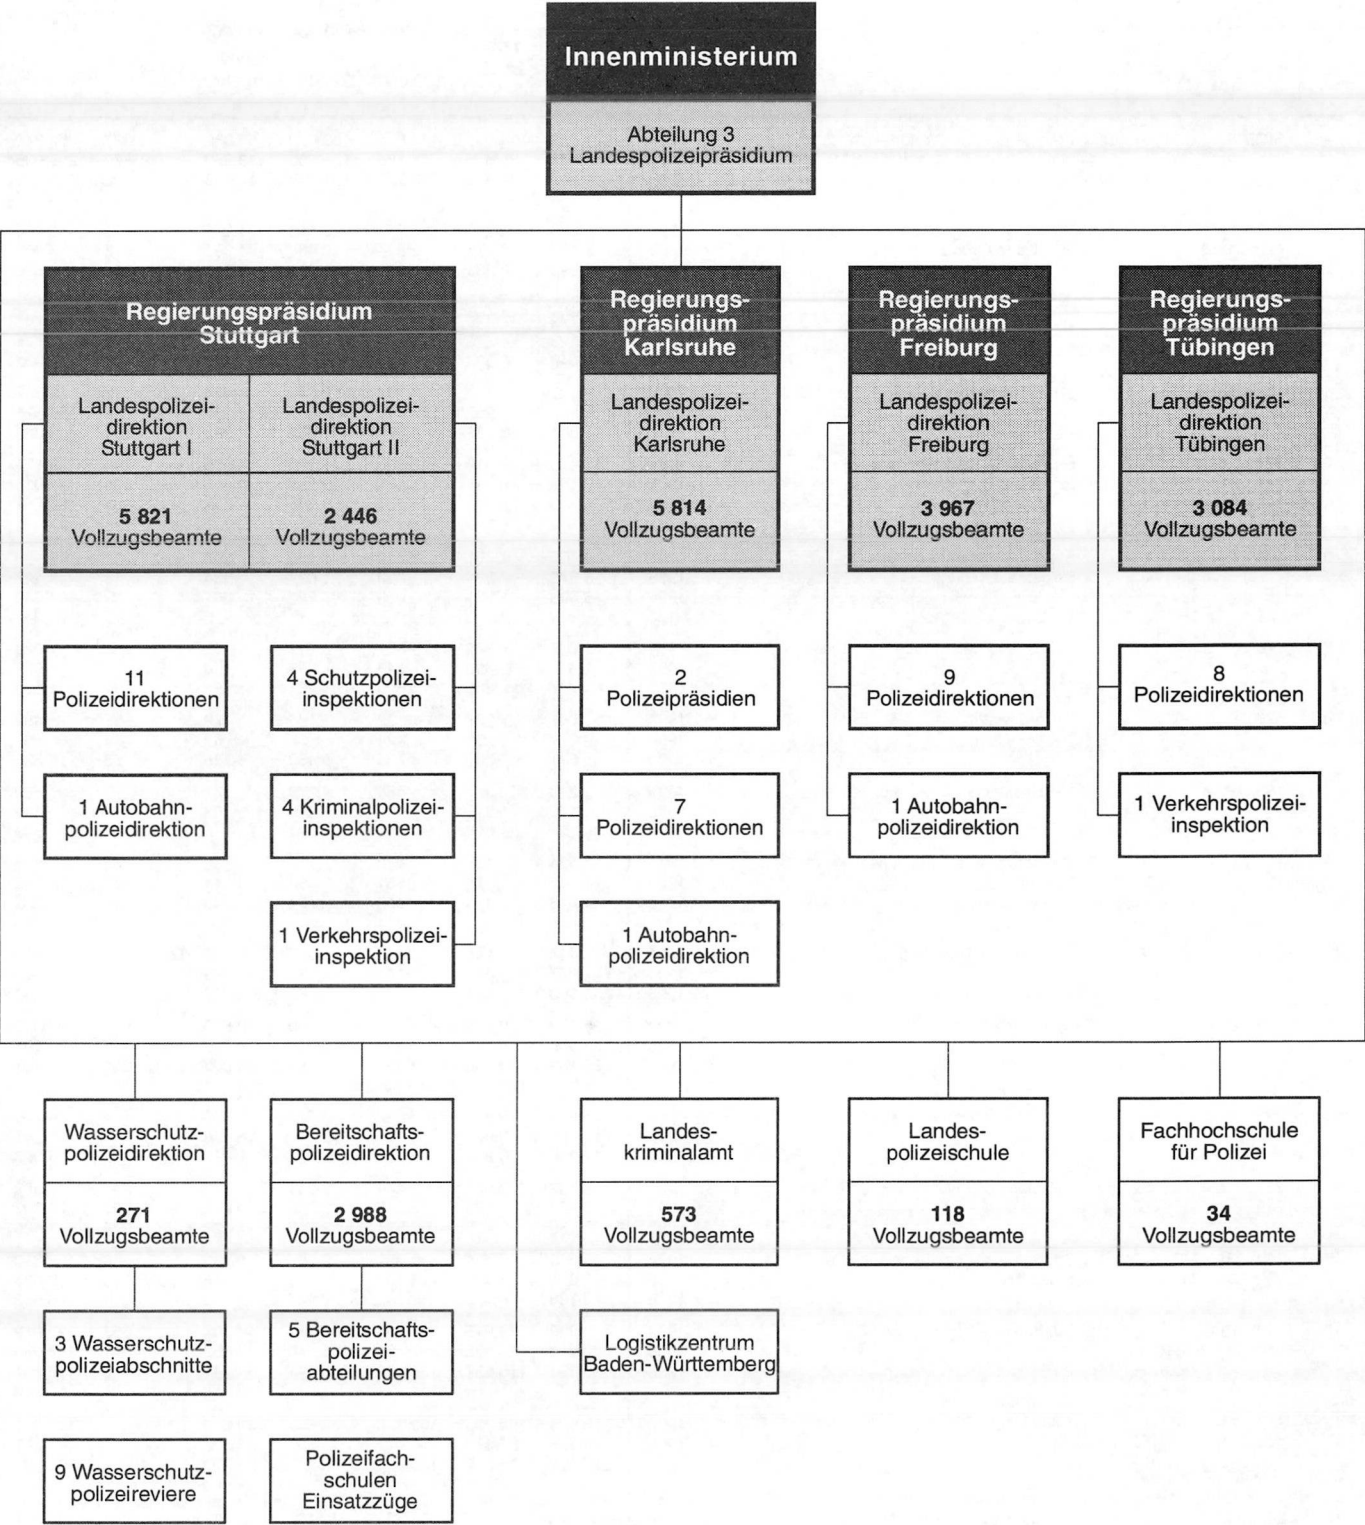 Innenministerium
Abteilung 3
Landespolizeipräsidium
Regierungspräsidium
Stuttgart
Landespolizei-
direktion
Stuttgart I
5 821
Vollzugsbeamte
Landespolizei-
direktion
Stuttgart II
2 446
Vollzugsbeamte
Regierungs-
präsidium
Karlsruhe
Landespolizei-
direktion
Karlsruhe
5 814
Vollzugsbeamte
Regierungs-
präsidium
Freiburg
Landespolizei-
direktion
Freiburg
3 967
Vollzugsbeamte
Regierungs-
präsidium
Tübingen
Landespolizei-
direktion
Tübingen
3 084
Vollzugsbeamte
11
Polizeidirektionen
4 Schutzpolizei-
inspektionen
2
Polizeipräsidien
9
Polizeidirektionen
8
Polizeidirektionen
1 Autobahn-
polizeidirektion
4 Kriminalpolizei-
inspektionen
7
Polizeidirektionen
1 Autobahn-
polizeidirektion
1 Verkehrspolizei-
inspektion
1 Verkehrspolizei-
inspektion
1 Autobahn-
polizeidirektion
Wasserschutz-
polizeidirektion
271
Vollzugsbeamte
Bereitschafts-
polizeidirektion
2 988
Vollzugsbeamte
Landes-
kriminalamt
573
Vollzugsbeamte
Landes-
polizeischule
118
Vollzugsbeamte
Fachhochschule
für Polizei
34
Vollzugsbeamte
3 Wasserschutz-
polizeiabschnitte
5 Bereitschafts-
polizei-
abteilungen
Logistikzentrum
Baden-Württemberg
9 Wasserschutz-
polizeireviere
Polizeifach-
schulen
Einsatzzüge